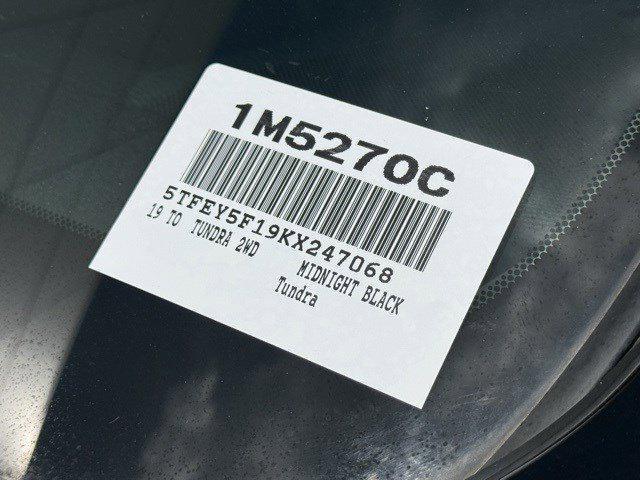 1M5270C
5TFEY5F19KX247068
19 TO TUNDRA 2WD MIDNIGHT BLACK
Tundra